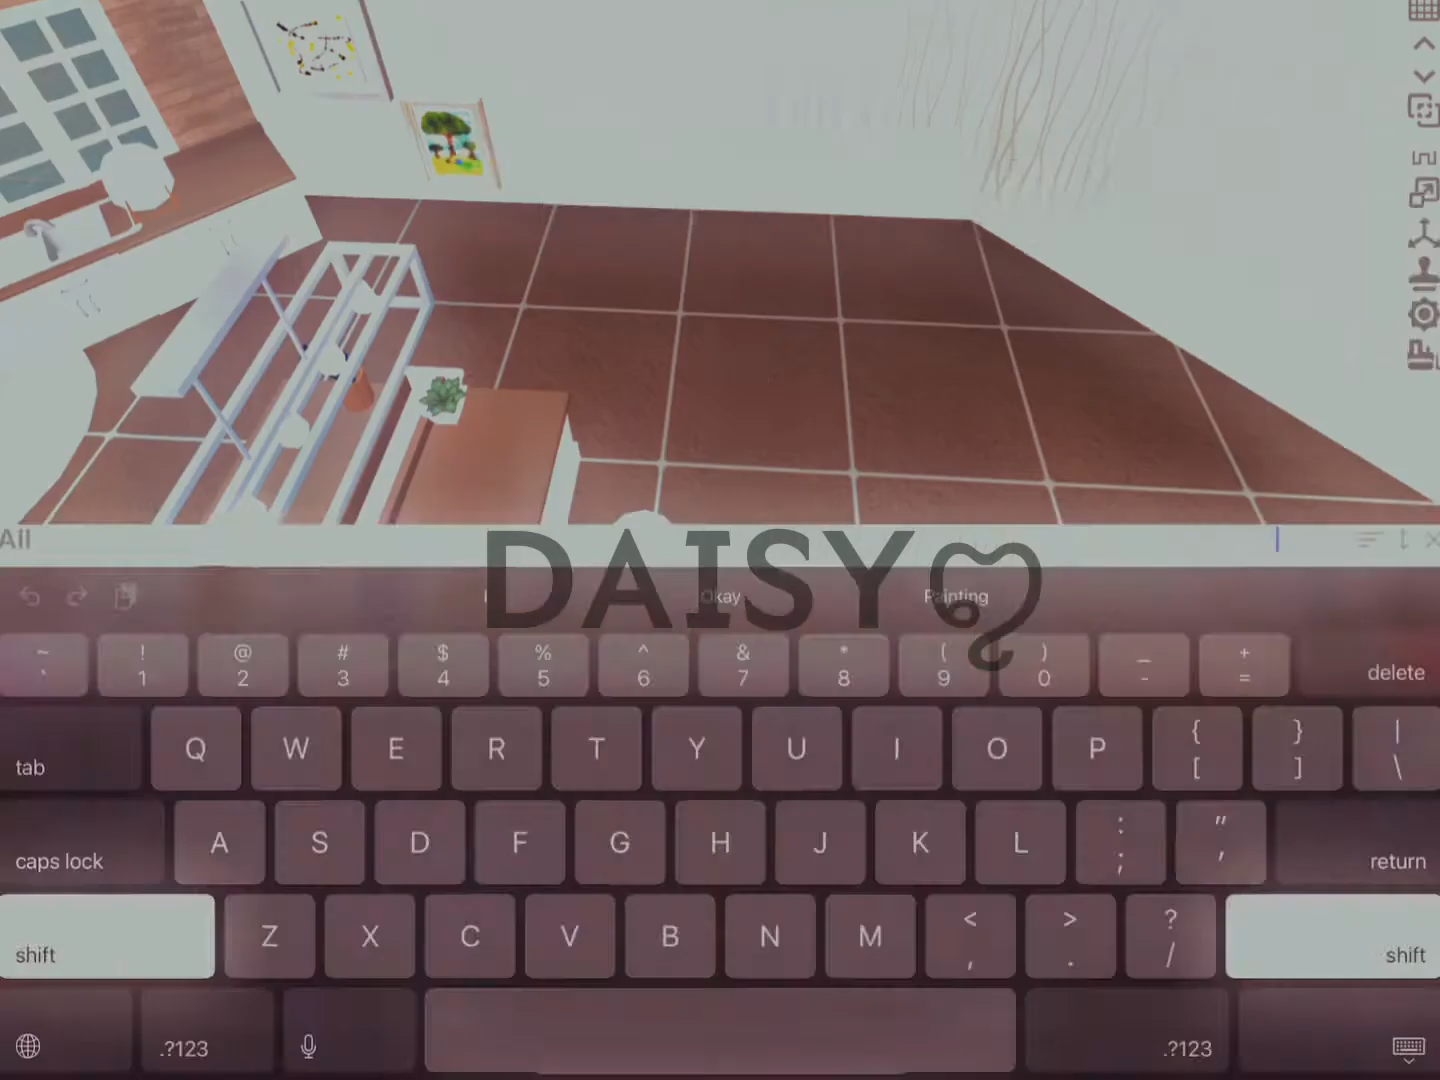 All
DAISY
Okay
Painting
~ ! @ # $ % ^ & * ( ) _ +
` 1 2 3 4 5 6 7 8 9 0 - = delete
tab Q W E R T Y U I O P { [ } ] | \
caps lock A S D F G H J K L : ; " ' return
shift Z X C V B N M < , > . ? / shift
.?123 .?123